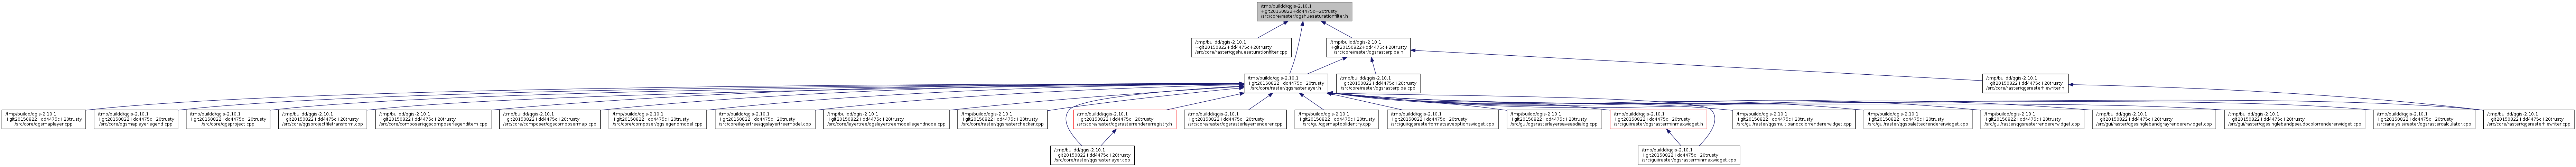 /tmp/buildd/qgis-2.10.1
+git20150822+dd4475c+20trusty
/src/core/raster/qgshuesaturationfilter.h
/tmp/buildd/qgis-2.10.1
+git20150822+dd4475c+20trusty
/src/core/raster/qgshuesaturationfilter.cpp
/tmp/buildd/qgis-2.10.1
+git20150822+dd4475c+20trusty
/src/core/raster/qgsrasterpipe.h
/tmp/buildd/qgis-2.10.1
+git20150822+dd4475c+20trusty
/src/core/raster/qgsrasterlayer.h
/tmp/buildd/qgis-2.10.1
+git20150822+dd4475c+20trusty
/src/core/raster/qgsrasterpipe.cpp
/tmp/buildd/qgis-2.10.1
+git20150822+dd4475c+20trusty
/src/core/raster/qgsrasterfilewriter.h
/tmp/buildd/qgis-2.10.1
+git20150822+dd4475c+20trusty
/src/core/qgsmaplayer.cpp
/tmp/buildd/qgis-2.10.1
+git20150822+dd4475c+20trusty
/src/core/qgsmaplayerlegend.cpp
/tmp/buildd/qgis-2.10.1
+git20150822+dd4475c+20trusty
/src/core/qgsproject.cpp
/tmp/buildd/qgis-2.10.1
+git20150822+dd4475c+20trusty
/src/core/qgsprojectfiletransform.cpp
/tmp/buildd/qgis-2.10.1
+git20150822+dd4475c+20trusty
/src/core/composer/qgscomposerlegenditem.cpp
/tmp/buildd/qgis-2.10.1
+git20150822+dd4475c+20trusty
/src/core/composer/qgscomposermap.cpp
/tmp/buildd/qgis-2.10.1
+git20150822+dd4475c+20trusty
/src/core/composer/qgslegendmodel.cpp
/tmp/buildd/qgis-2.10.1
+git20150822+dd4475c+20trusty
/src/core/layertree/qgslayertreemodel.cpp
/tmp/buildd/qgis-2.10.1
+git20150822+dd4475c+20trusty
/src/core/layertree/qgslayertreemodellegendnode.cpp
/tmp/buildd/qgis-2.10.1
+git20150822+dd4475c+20trusty
/src/core/raster/qgsrasterchecker.cpp
/tmp/buildd/qgis-2.10.1
+git20150822+dd4475c+20trusty
/src/core/raster/qgsrasterrendererregistry.h
/tmp/buildd/qgis-2.10.1
+git20150822+dd4475c+20trusty
/src/core/raster/qgsrasterlayerrenderer.cpp
/tmp/buildd/qgis-2.10.1
+git20150822+dd4475c+20trusty
/src/gui/qgsmaptoolidentify.cpp
/tmp/buildd/qgis-2.10.1
+git20150822+dd4475c+20trusty
/src/gui/qgsrasterformatsaveoptionswidget.cpp
/tmp/buildd/qgis-2.10.1
+git20150822+dd4475c+20trusty
/src/gui/qgsrasterlayersaveasdialog.cpp
/tmp/buildd/qgis-2.10.1
+git20150822+dd4475c+20trusty
/src/gui/raster/qgsrasterminmaxwidget.h
/tmp/buildd/qgis-2.10.1
+git20150822+dd4475c+20trusty
/src/gui/raster/qgsmultibandcolorrendererwidget.cpp
/tmp/buildd/qgis-2.10.1
+git20150822+dd4475c+20trusty
/src/gui/raster/qgspalettedrendererwidget.cpp
/tmp/buildd/qgis-2.10.1
+git20150822+dd4475c+20trusty
/src/gui/raster/qgsrasterrendererwidget.cpp
/tmp/buildd/qgis-2.10.1
+git20150822+dd4475c+20trusty
/src/gui/raster/qgssinglebandgrayrendererwidget.cpp
/tmp/buildd/qgis-2.10.1
+git20150822+dd4475c+20trusty
/src/gui/raster/qgssinglebandpseudocolorrendererwidget.cpp
/tmp/buildd/qgis-2.10.1
+git20150822+dd4475c+20trusty
/src/analysis/raster/qgsrastercalculator.cpp
/tmp/buildd/qgis-2.10.1
+git20150822+dd4475c+20trusty
/src/core/raster/qgsrasterfilewriter.cpp
/tmp/buildd/qgis-2.10.1
+git20150822+dd4475c+20trusty
/src/core/raster/qgsrasterlayer.cpp
/tmp/buildd/qgis-2.10.1
+git20150822+dd4475c+20trusty
/src/gui/raster/qgsrasterminmaxwidget.cpp